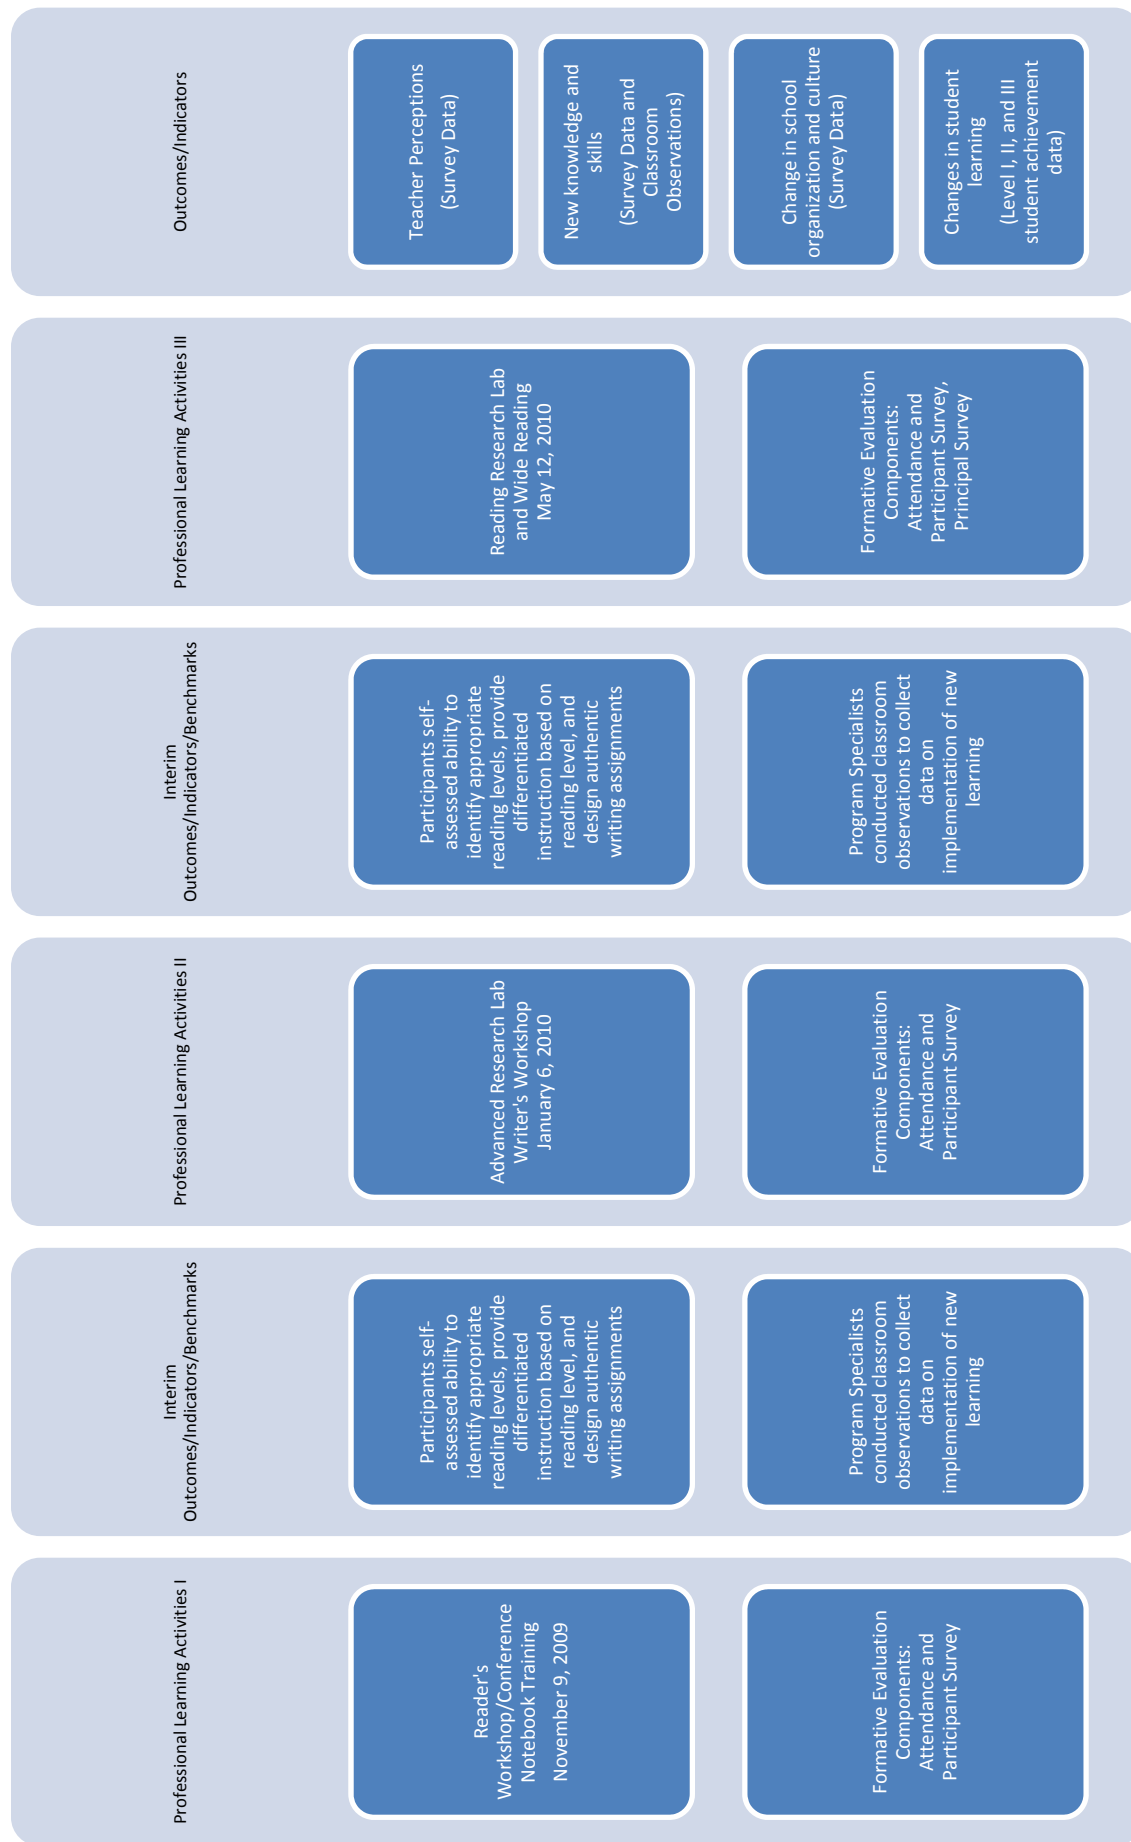 Professional Learning Activities I
Reader's
Workshop/Conference
Notebook Training
November 9, 2009
Formative Evaluation
Components:
Attendance and
Participant Survey
Interim
Outcomes/Indicators/Benchmarks
Participants self-
assessed ability to
identify appropriate
reading levels, provide
differentiated
instruction based on
reading level, and
design authentic
writing assignments
Program Specialists
conducted classroom
observations to collect
data on
implementation of new
learning
Professional Learning Activities II
Advanced Research Lab
Writer's Workshop
January 6, 2010
Formative Evaluation
Components:
Attendance and
Participant Survey
Interim
Outcomes/Indicators/Benchmarks
Participants self-
assessed ability to
identify appropriate
reading levels, provide
differentiated
instruction based on
reading level, and
design authentic
writing assignments
Program Specialists
conducted classroom
observations to collect
data on
implementation of new
learning
Professional Learning Activities III
Reading Research Lab
and Wide Reading
May 12, 2010
Formative Evaluation
Components:
Attendance and
Participant Survey,
Principal Survey
Outcomes/Indicators
Teacher Perceptions
(Survey Data)
New knowledge and
skills
(Survey Data and
Classroom
Observations)
Change in school
organization and culture
(Survey Data)
Changes in student
learning
(Level I, II, and III
student achievement
data)